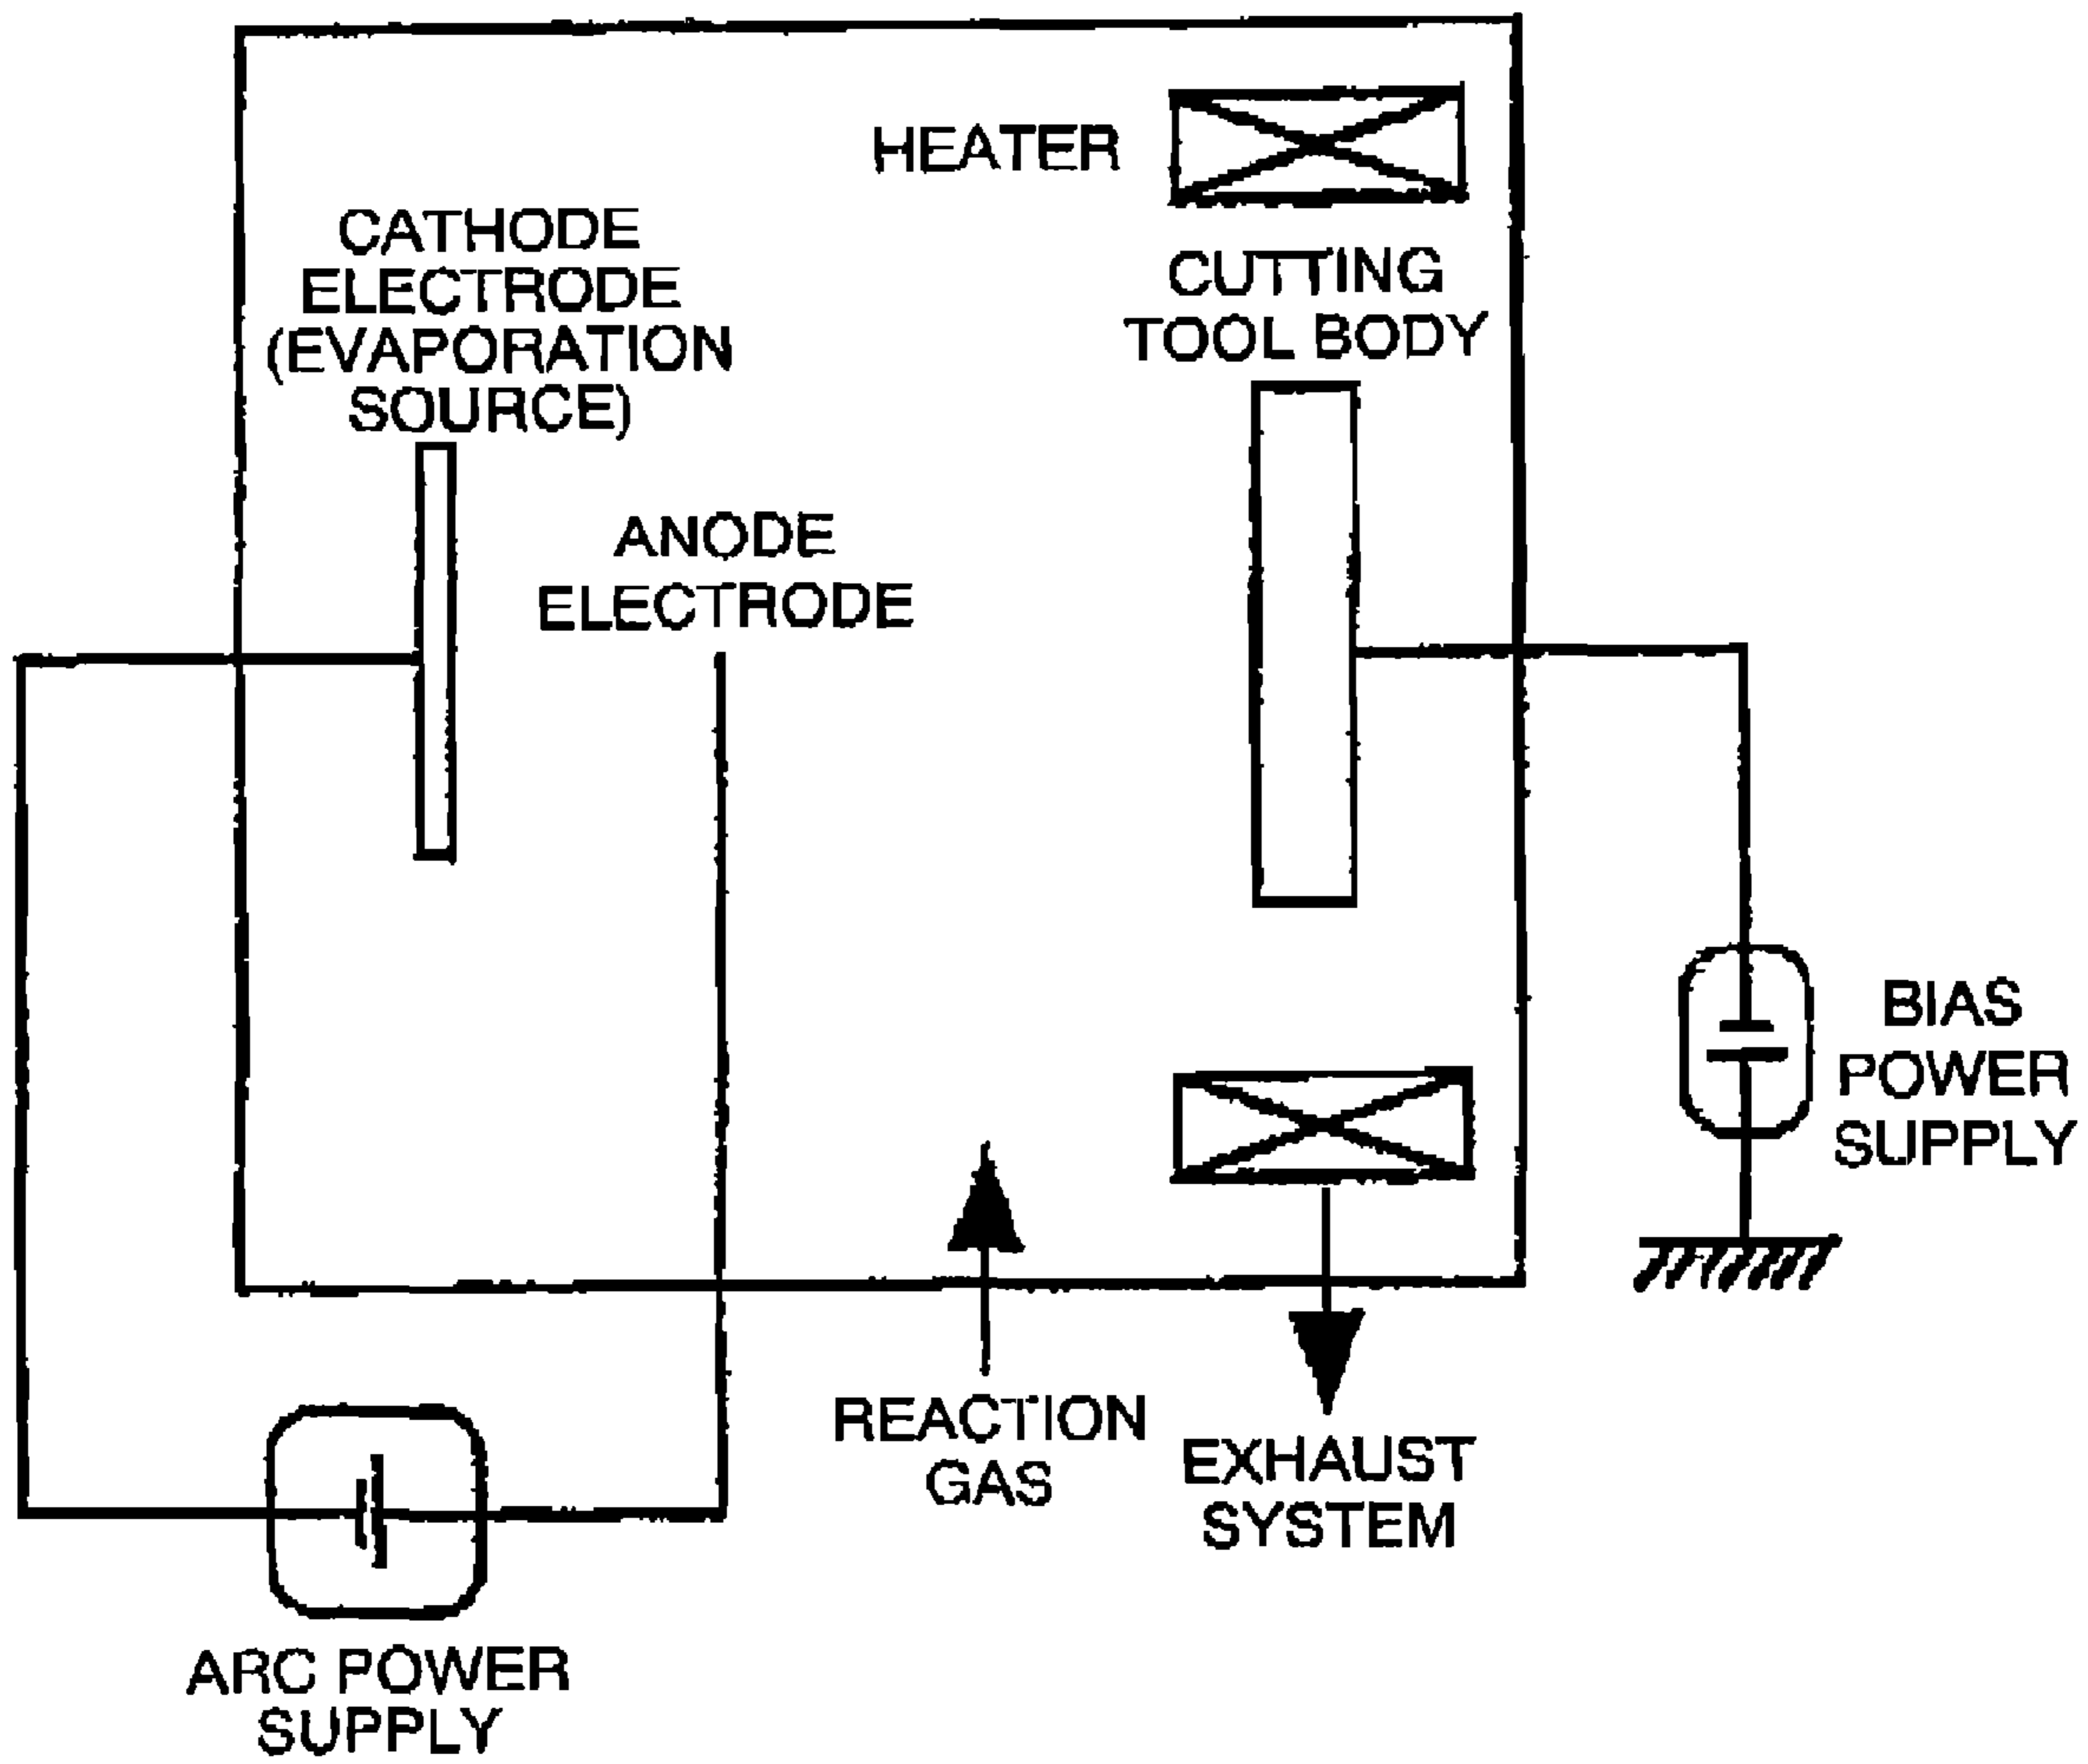 HEATER
CATHODE
ELECTRODE
(EVAPORATION
SOURCE)
CUTTING
TOOL BODY
ANODE
ELECTRODE
BIAS
POWER
SUPPLY
REACTION
GAS
EXHAUST
SYSTEM
ARC POWER
SUPPLY